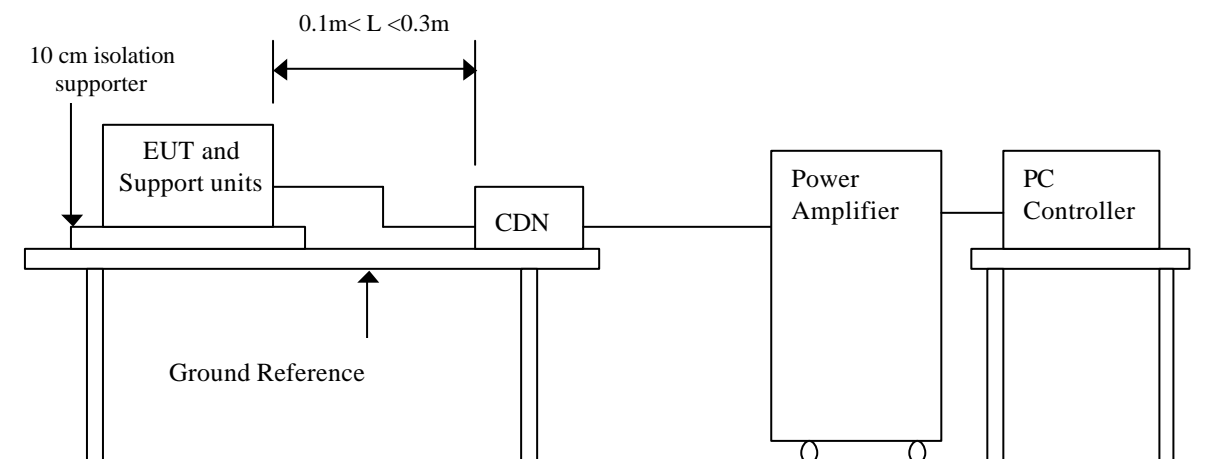 0.1m< L <0.3m
10 cm isolation
supporter
EUT and
Support units
CDN
Power
Amplifier
PC
Controller
Ground Reference